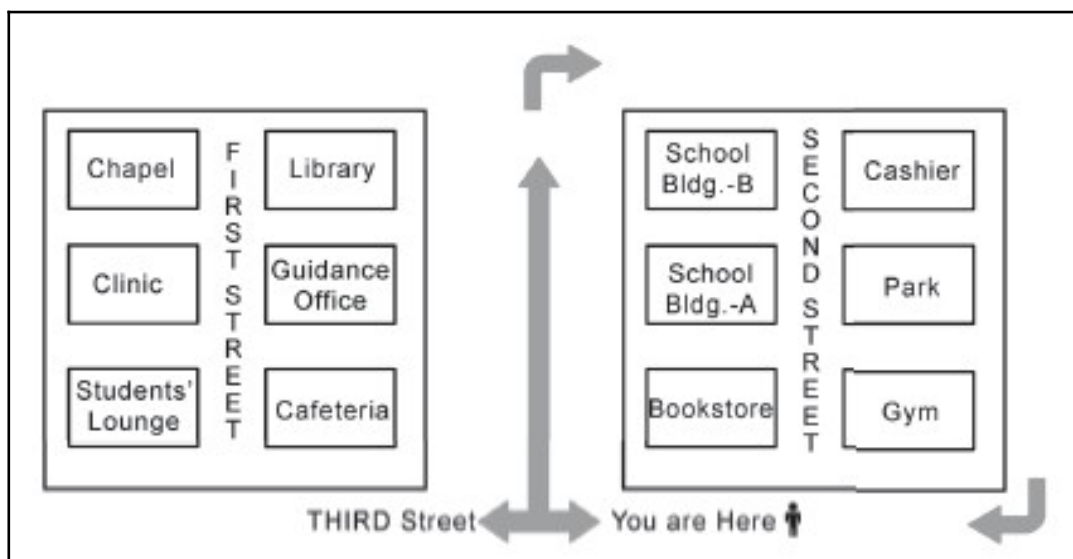 Chapel
FIRST STREET
Library
Clinic
Guidance
Office
Students'
Lounge
Cafeteria
School
Bldg.-B
SECOND STREET
Cashier
School
Bldg.-A
Park
Bookstore
Gym
THIRD Street
You are Here